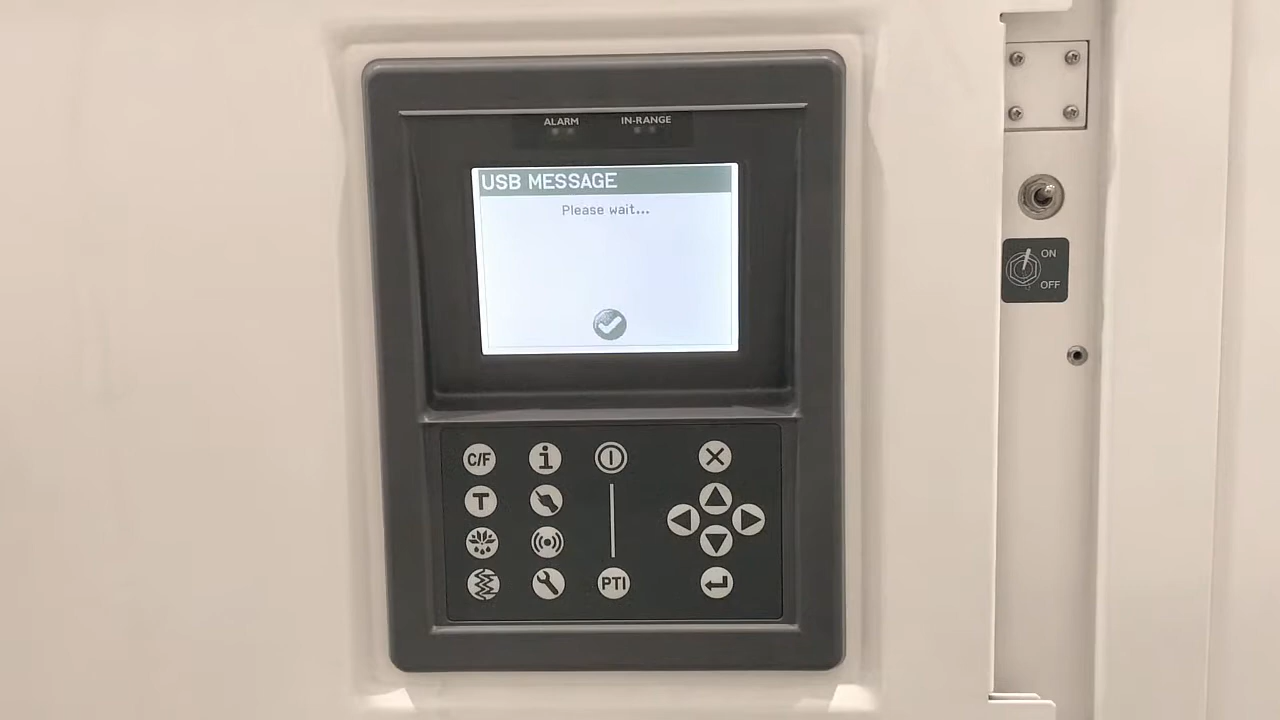 ALARM
IN-RANGE
USB MESSAGE
Please wait...
ON
OFF
C/F
i
T
PTI